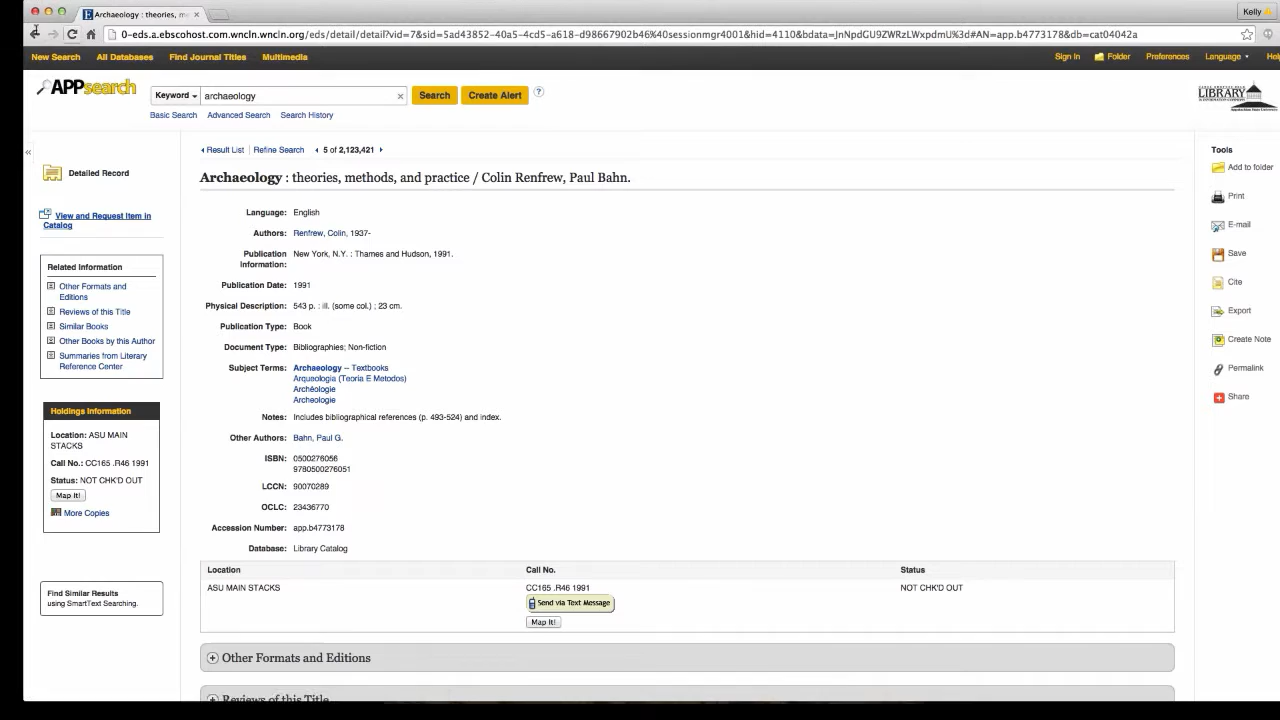 Archaeology : theories, m
Kelly
0-eds.a.ebscohost.com.wncln.wncln.org/eds/detail/detail?vid=7&sid=5ad43852-40a5-4cd5-a618-d98667902b46%40sessionmgr4001&hid=4110&bdata=JnNpdGU9ZWRzLWxpdmU%3d#AN=app.b4773178&db=cat04042a
New Search All Databases Find Journal Titles Multimedia Sign In Folder Preferences Language Hel
APPsearch Keyword archaeology Search Create Alert ?
LIBRARY
Basic Search Advanced Search Search History
Result List Refine Search 5 of 2,123,421
Tools
Detailed Record
Archaeology : theories, methods, and practice / Colin Renfrew, Paul Bahn.
View and Request Item in
Catalog
Related Information
Other Formats and
Editions
Reviews of this Title
Similar Books
Other Books by this Author
Summaries from Literary
Reference Center
Holdings Information
Location: ASU MAIN
STACKS
Call No.: CC165 .R46 1991
Status: NOT CHK'D OUT
Map It!
More Copies
Find Similar Results
using SmartText Searching.
Language: English
Authors: Renfrew, Colin, 1937-
Publication New York, N.Y. : Thames and Hudson, 1991.
Information:
Publication Date: 1991
Physical Description: 543 p. : ill. (some col.) ; 23 cm.
Publication Type: Book
Document Type: Bibliographies; Non-fiction
Subject Terms: Archaeology -- Textbooks
Arqueologia (Teoria E Metodos)
Archéologie
Archeologie
Notes: Includes bibliographical references (p. 493-524) and index.
Other Authors: Bahn, Paul G.
ISBN: 0500276056
9780500276051
LCCN: 90070289
OCLC: 23436770
Accession Number: app.b4773178
Database: Library Catalog
Location Call No. Status
ASU MAIN STACKS CC165 .R46 1991 NOT CHK'D OUT
Send via Text Message
Map It!
Other Formats and Editions
Reviews of this Title
Add to folder
Print
E-mail
Save
Cite
Export
Create Note
Permalink
Share